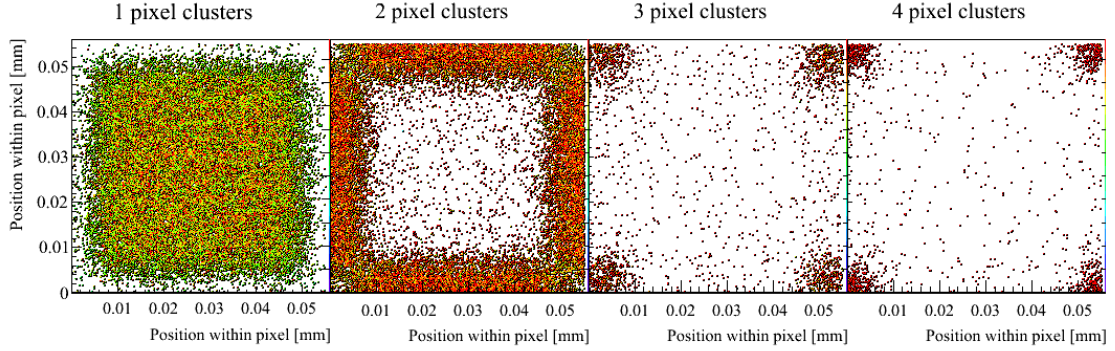 1 pixel clusters
2 pixel clusters
3 pixel clusters
4 pixel clusters
Position within pixel [mm]
0.05
0.04
0.03
0.02
0.01
0
0.01 0.02 0.03 0.04 0.05
0.01 0.02 0.03 0.04 0.05
0.01 0.02 0.03 0.04 0.05
0.01 0.02 0.03 0.04 0.05
Position within pixel [mm]
Position within pixel [mm]
Position within pixel [mm]
Position within pixel [mm]